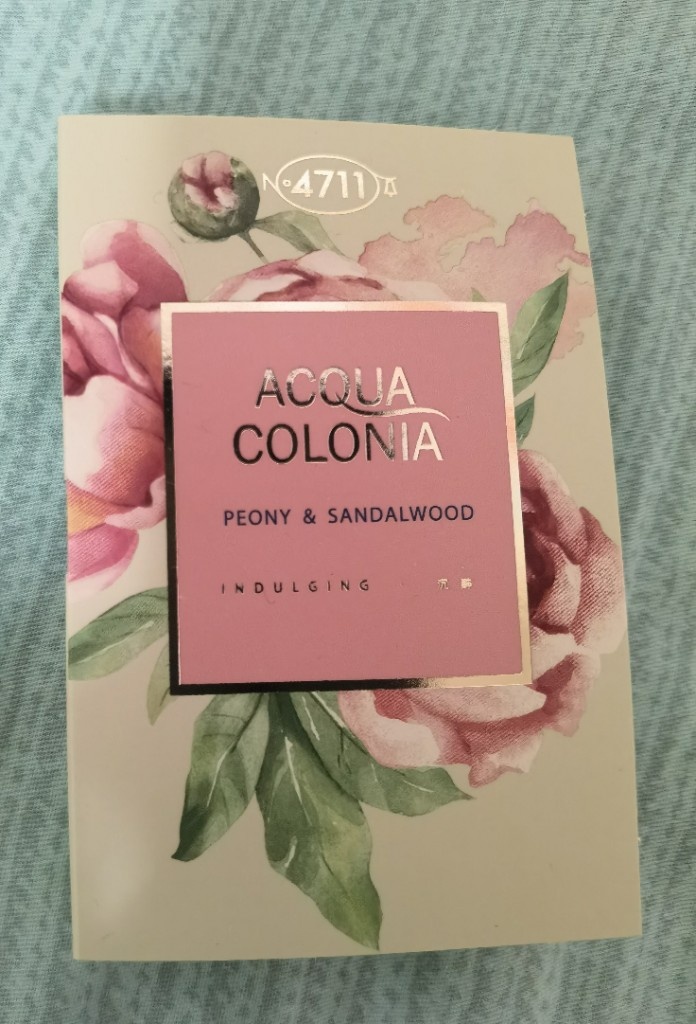 Nº4711
ACQUA
COLONIA
PEONY & SANDALWOOD
INDULGING